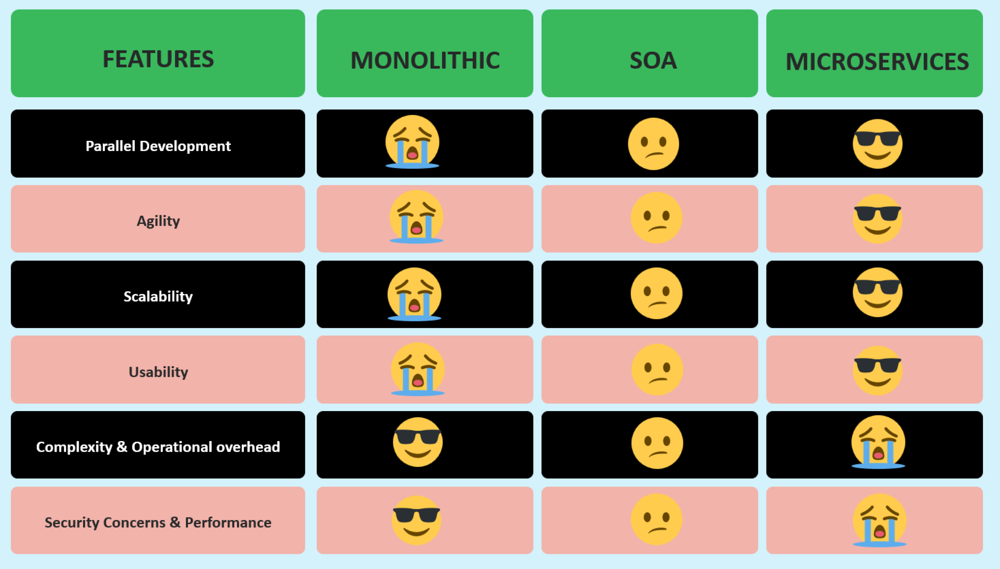 FEATURES
MONOLITHIC
SOA
MICROSERVICES
Parallel Development
Agility
Scalability
Usability
Complexity & Operational overhead
Security Concerns & Performance